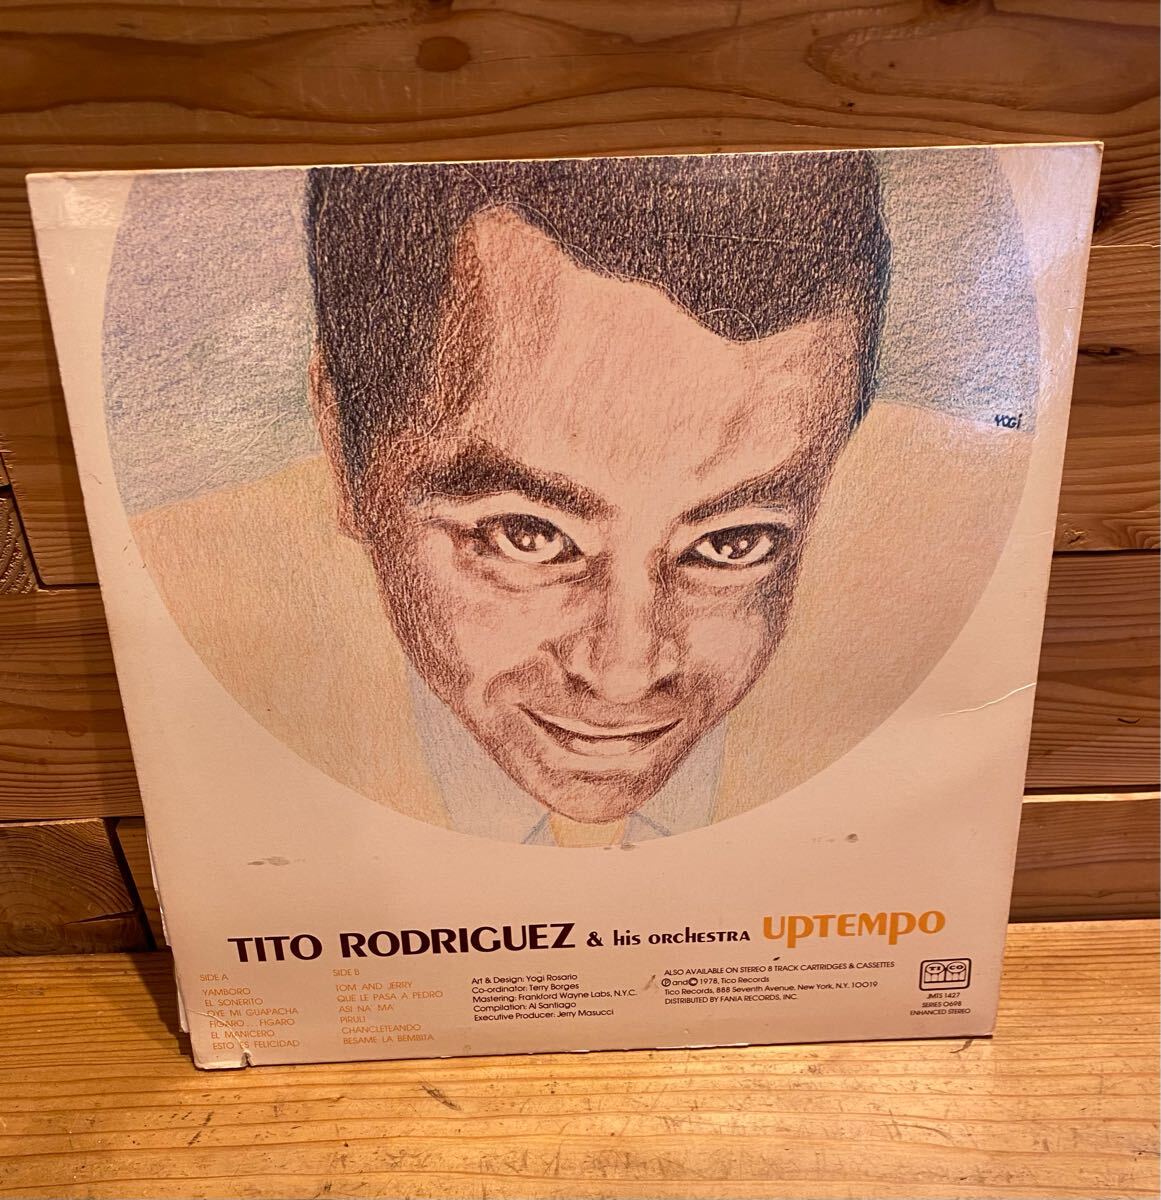 YOGi
TITO RODRIGUEZ & his ORCHESTRA UPTEMPO
SIDE A
YAMBORO
EL SONERITO
OYE MI GUAPACHA
FIGARO... FIGARO
EL MANICERO
ESTO ES FELICIDAD
SIDE B
TOM AND JERRY
QUE LE PASA A PEDRO
ASI NA' MA
PIRULI
CHANCLETEANDO
BESAME LA BEMBITA
Art & Design: Yogi Rosario
Co-ordinator: Terry Borges
Mastering: Frankford Wayne Labs, N.Y.C.
Compilation: Al Santiago
Executive Producer: Jerry Masucci
ALSO AVAILABLE ON STEREO 8 TRACK CARTRIDGES & CASSETTES
Ⓟ and © 1978, Tico Records
Tico Records, 888 Seventh Avenue, New York, N.Y. 10019
DISTRIBUTED BY FANIA RECORDS, INC.
TICO
JMTS 1427
SERIES 0698
ENHANCED STEREO